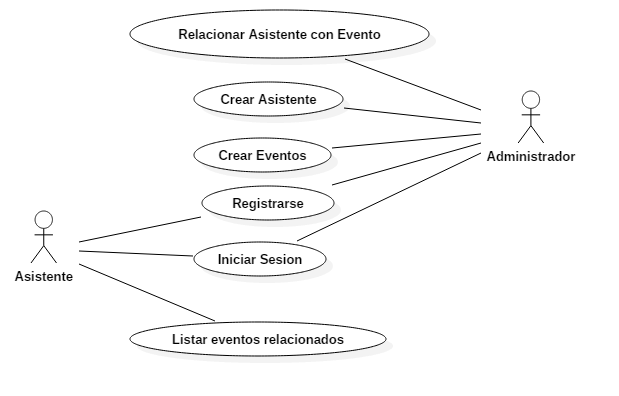 Relacionar Asistente con Evento
Crear Asistente
Crear Eventos
Administrador
Registrarse
Iniciar Sesion
Asistente
Listar eventos relacionados